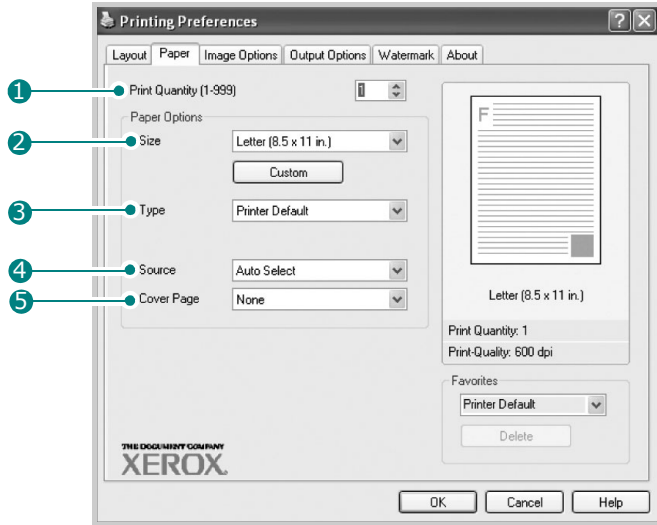 Printing Preferences
Layout Paper Image Options Output Options Watermark About
1 Print Quantity (1-999) 1
Paper Options
2 Size Letter (8.5 x 11 in.)
Custom
3 Type Printer Default
4 Source Auto Select
5 Cover Page None
F
Letter (8.5 x 11 in.)
Print Quantity: 1
Print-Quality: 600 dpi
Favorites
Printer Default
Delete
THE DOCUMENT COMPANY
XEROX.
OK Cancel Help